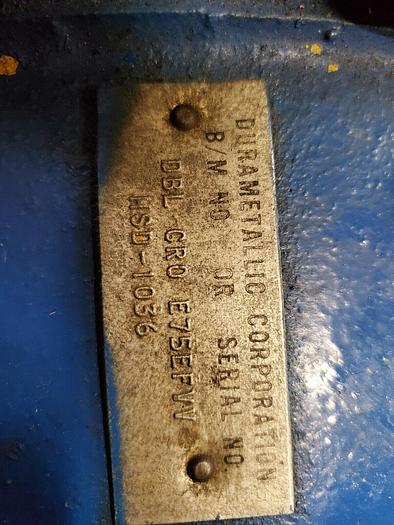 DURAMETALLIC CORPORATION
B/M NO OR SERIAL NO
DBL CRO E75EFVV
HSD-1036